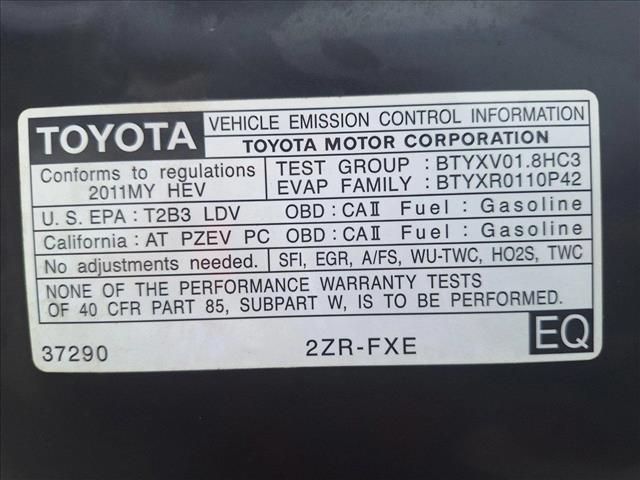 TOYOTA
VEHICLE EMISSION CONTROL INFORMATION
TOYOTA MOTOR CORPORATION
Conforms to regulations
2011MY HEV
TEST GROUP : BTYXV01.8HC3
EVAP FAMILY : BTYXR0110P42
U.S. EPA : T2B3 LDV OBD : CAⅡ Fuel : Gasoline
California : AT PZEV PC OBD : CAⅡ Fuel : Gasoline
No adjustments needed. SFI, EGR, A/FS, WU-TWC, HO2S, TWC
NONE OF THE PERFORMANCE WARRANTY TESTS
OF 40 CFR PART 85, SUBPART W, IS TO BE PERFORMED.
37290 2ZR-FXE EQ